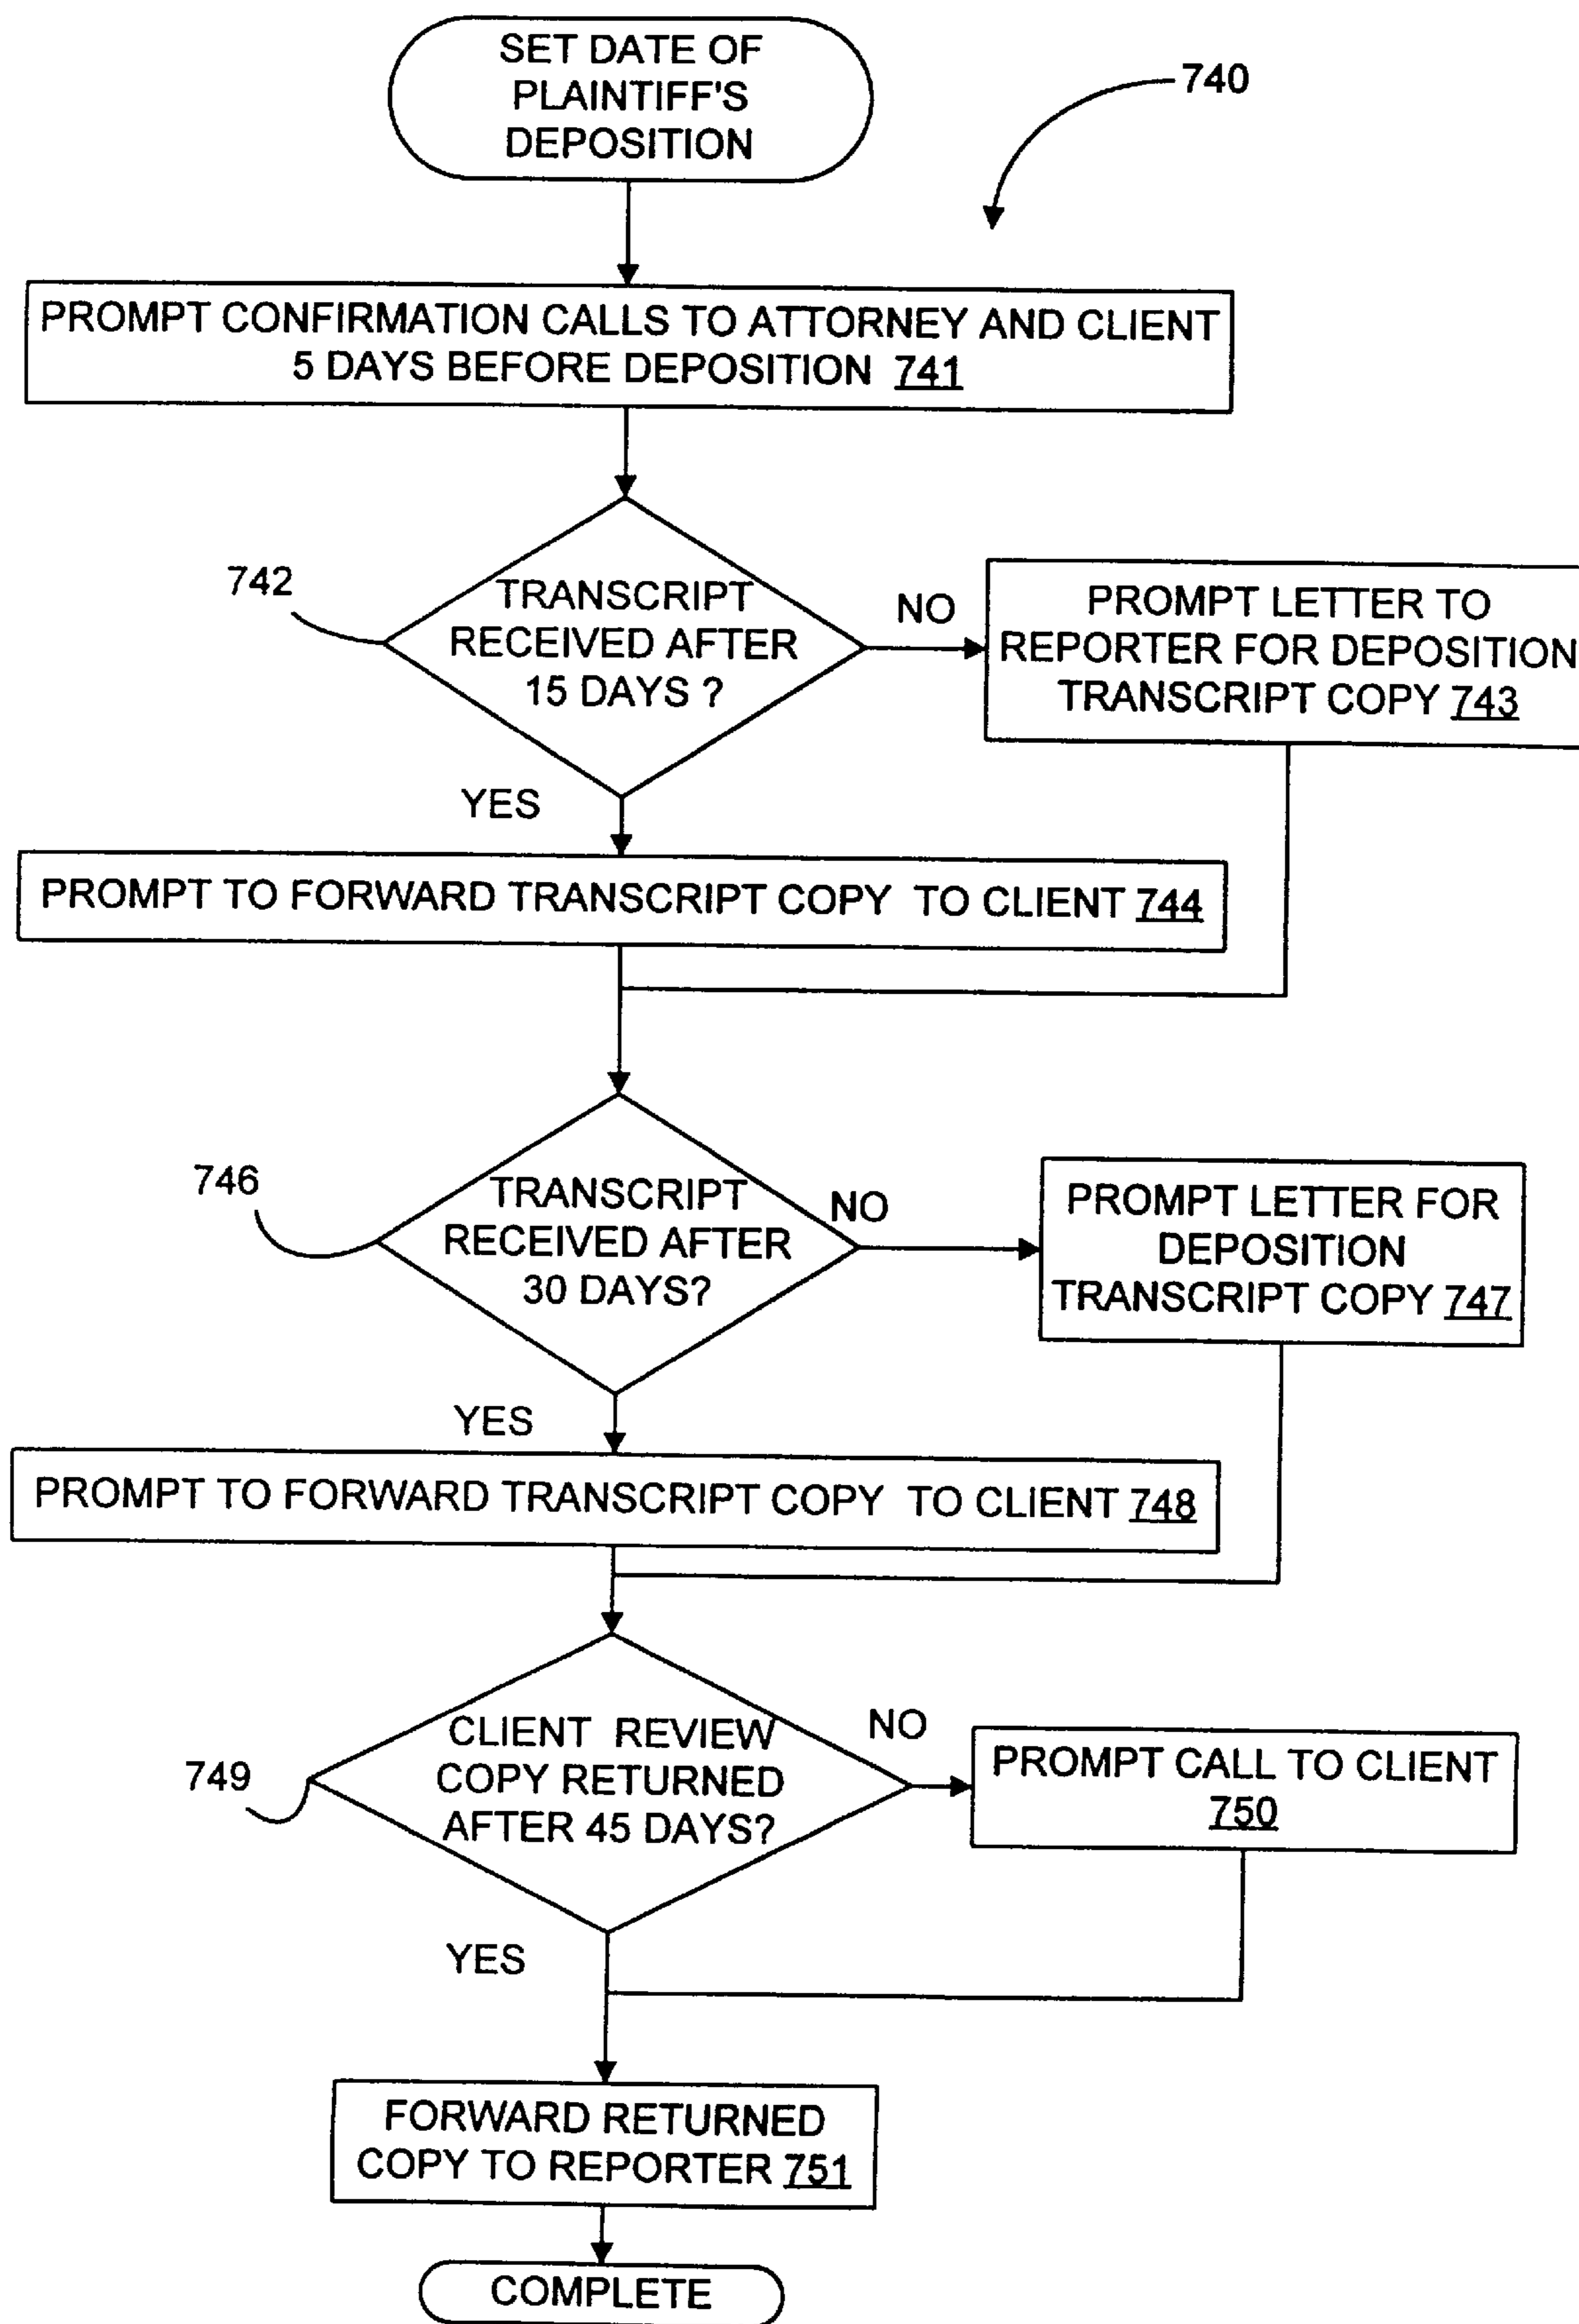 SET DATE OF
PLAINTIFF'S
DEPOSITION
740
PROMPT CONFIRMATION CALLS TO ATTORNEY AND CLIENT
5 DAYS BEFORE DEPOSITION 741
742
TRANSCRIPT
RECEIVED AFTER
15 DAYS ?
NO
PROMPT LETTER TO
REPORTER FOR DEPOSITION
TRANSCRIPT COPY 743
YES
PROMPT TO FORWARD TRANSCRIPT COPY TO CLIENT 744
746
TRANSCRIPT
RECEIVED AFTER
30 DAYS?
NO
PROMPT LETTER FOR
DEPOSITION
TRANSCRIPT COPY 747
YES
PROMPT TO FORWARD TRANSCRIPT COPY TO CLIENT 748
749
CLIENT REVIEW
COPY RETURNED
AFTER 45 DAYS?
NO
PROMPT CALL TO CLIENT
750
YES
FORWARD RETURNED
COPY TO REPORTER 751
COMPLETE